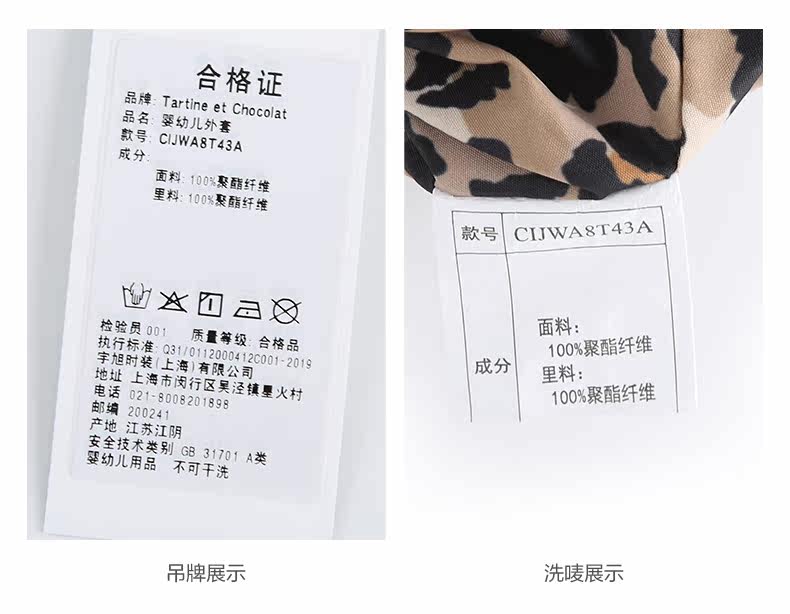 合格证
品牌: Tartine et Chocolat
品名: 婴幼儿外套
款号: CIJWA8T43A
成分:
面料: 100%聚酯纤维
里料: 100%聚酯纤维
检验员 001 质量等级: 合格品
执行标准: Q31/0112000412C001-2019
宇旭时装(上海)有限公司
地址 上海市闵行区吴泾镇星火村
电话 021-8008201898
邮编 200241
产地 江苏江阴
安全技术类别 GB 31701 A类
婴幼儿用品 不可干洗
吊牌展示
款号 CIJWA8T43A
成分
面料:
100%聚酯纤维
里料:
100%聚酯纤维
洗唛展示